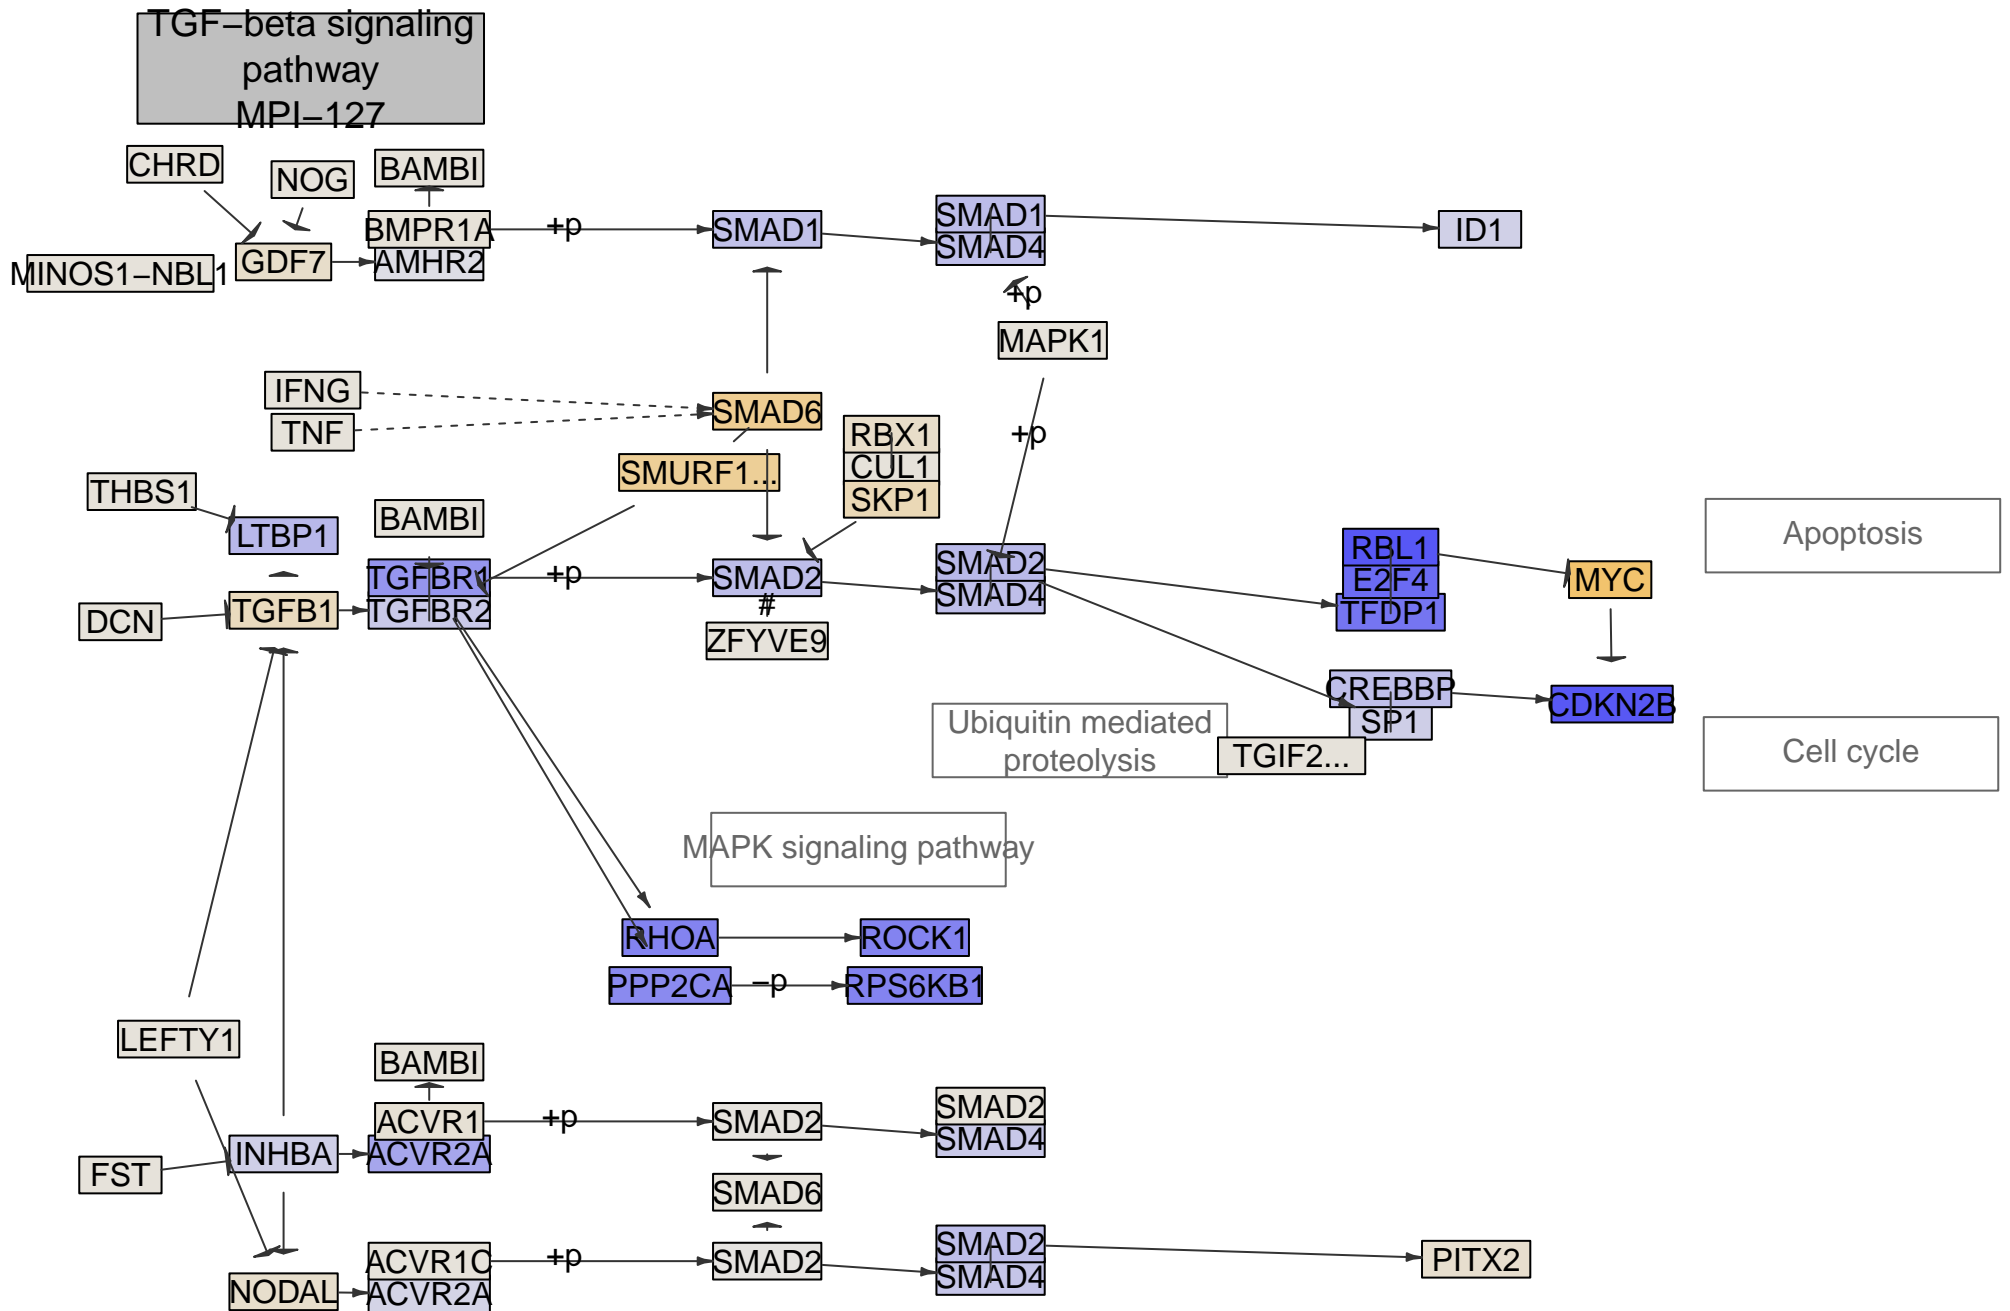 TGF−beta signaling
pathway
MPI−127
CHRD
NOG
BAMBI
BMPR1A
+p
SMAD1
SMAD1
SMAD4
ID1
GDF7
AMHR2
MINOS1−NBL1
+p
MAPK1
IFNG
TNF
SMAD6
RBX1
CUL1
SKP1
+p
SMURF1...
THBS1
LTBP1
BAMBI
TGFBR1
TGFBR2
+p
SMAD2
#
ZFYVE9
SMAD2
SMAD4
RBL1
E2F4
TFDP1
MYC
Apoptosis
DCN
TGFB1
CREBBP
SP1
TGIF2...
CDKN2B
Cell cycle
Ubiquitin mediated
proteolysis
MAPK signaling pathway
RHOA
ROCK1
PPP2CA
−p
RPS6KB1
LEFTY1
BAMBI
ACVR1
ACVR2A
+p
SMAD2
SMAD2
SMAD4
INHBA
FST
SMAD6
ACVR1C
ACVR2A
+p
SMAD2
SMAD2
SMAD4
PITX2
NODAL